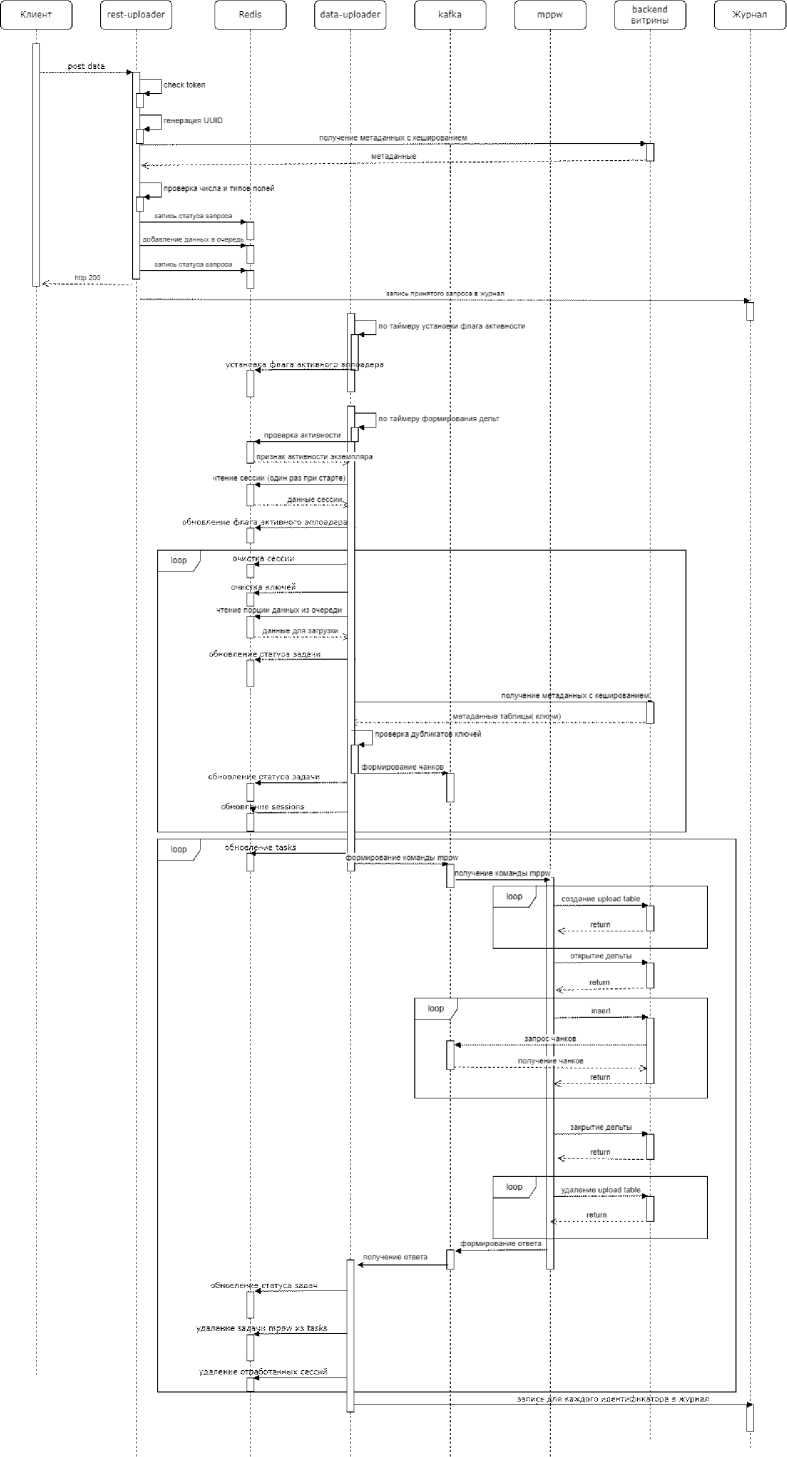 Клиент
rest-uploader
Redis
data-uploader
kafka
mppw
backend
витрины
Журнал
post data
check token
генерация UUID
получение метаданных с кешированием
метаданные
проверка числа и типов полей
запись статуса запроса
добавление данных в очередь
запись статуса запроса
http 200
запись принятого запроса в журнал
по таймеру установки флага активности
установка флага активного аплоадера
по таймеру формирования дельт
проверка активности
признак активности экземпляра
чтение сессии (один раз при старте)
данные сессии
обновление флага активного аплоадера
loop
очистка сессии
очистка ключей
чтение порции данных из очереди
данные для загрузки
обновление статуса задачи
получение метаданных с кешированием
метаданные таблицы( ключи)
проверка дубликатов ключей
формирование чанков
обновление статуса задачи
обновление sessions
loop
обновление tasks
формирование команды mppw
получение команды mppw
loop
создание upload table
return
открытие дельты
return
loop
insert
запрос чанков
получение чанков
return
закрытие дельты
return
loop
удаление upload table
return
формирование ответа
получение ответа
обновление статуса задач
удаление задачи mppw из tasks
удаление отработанных сессий
запись для каждого идентификатора в журнал